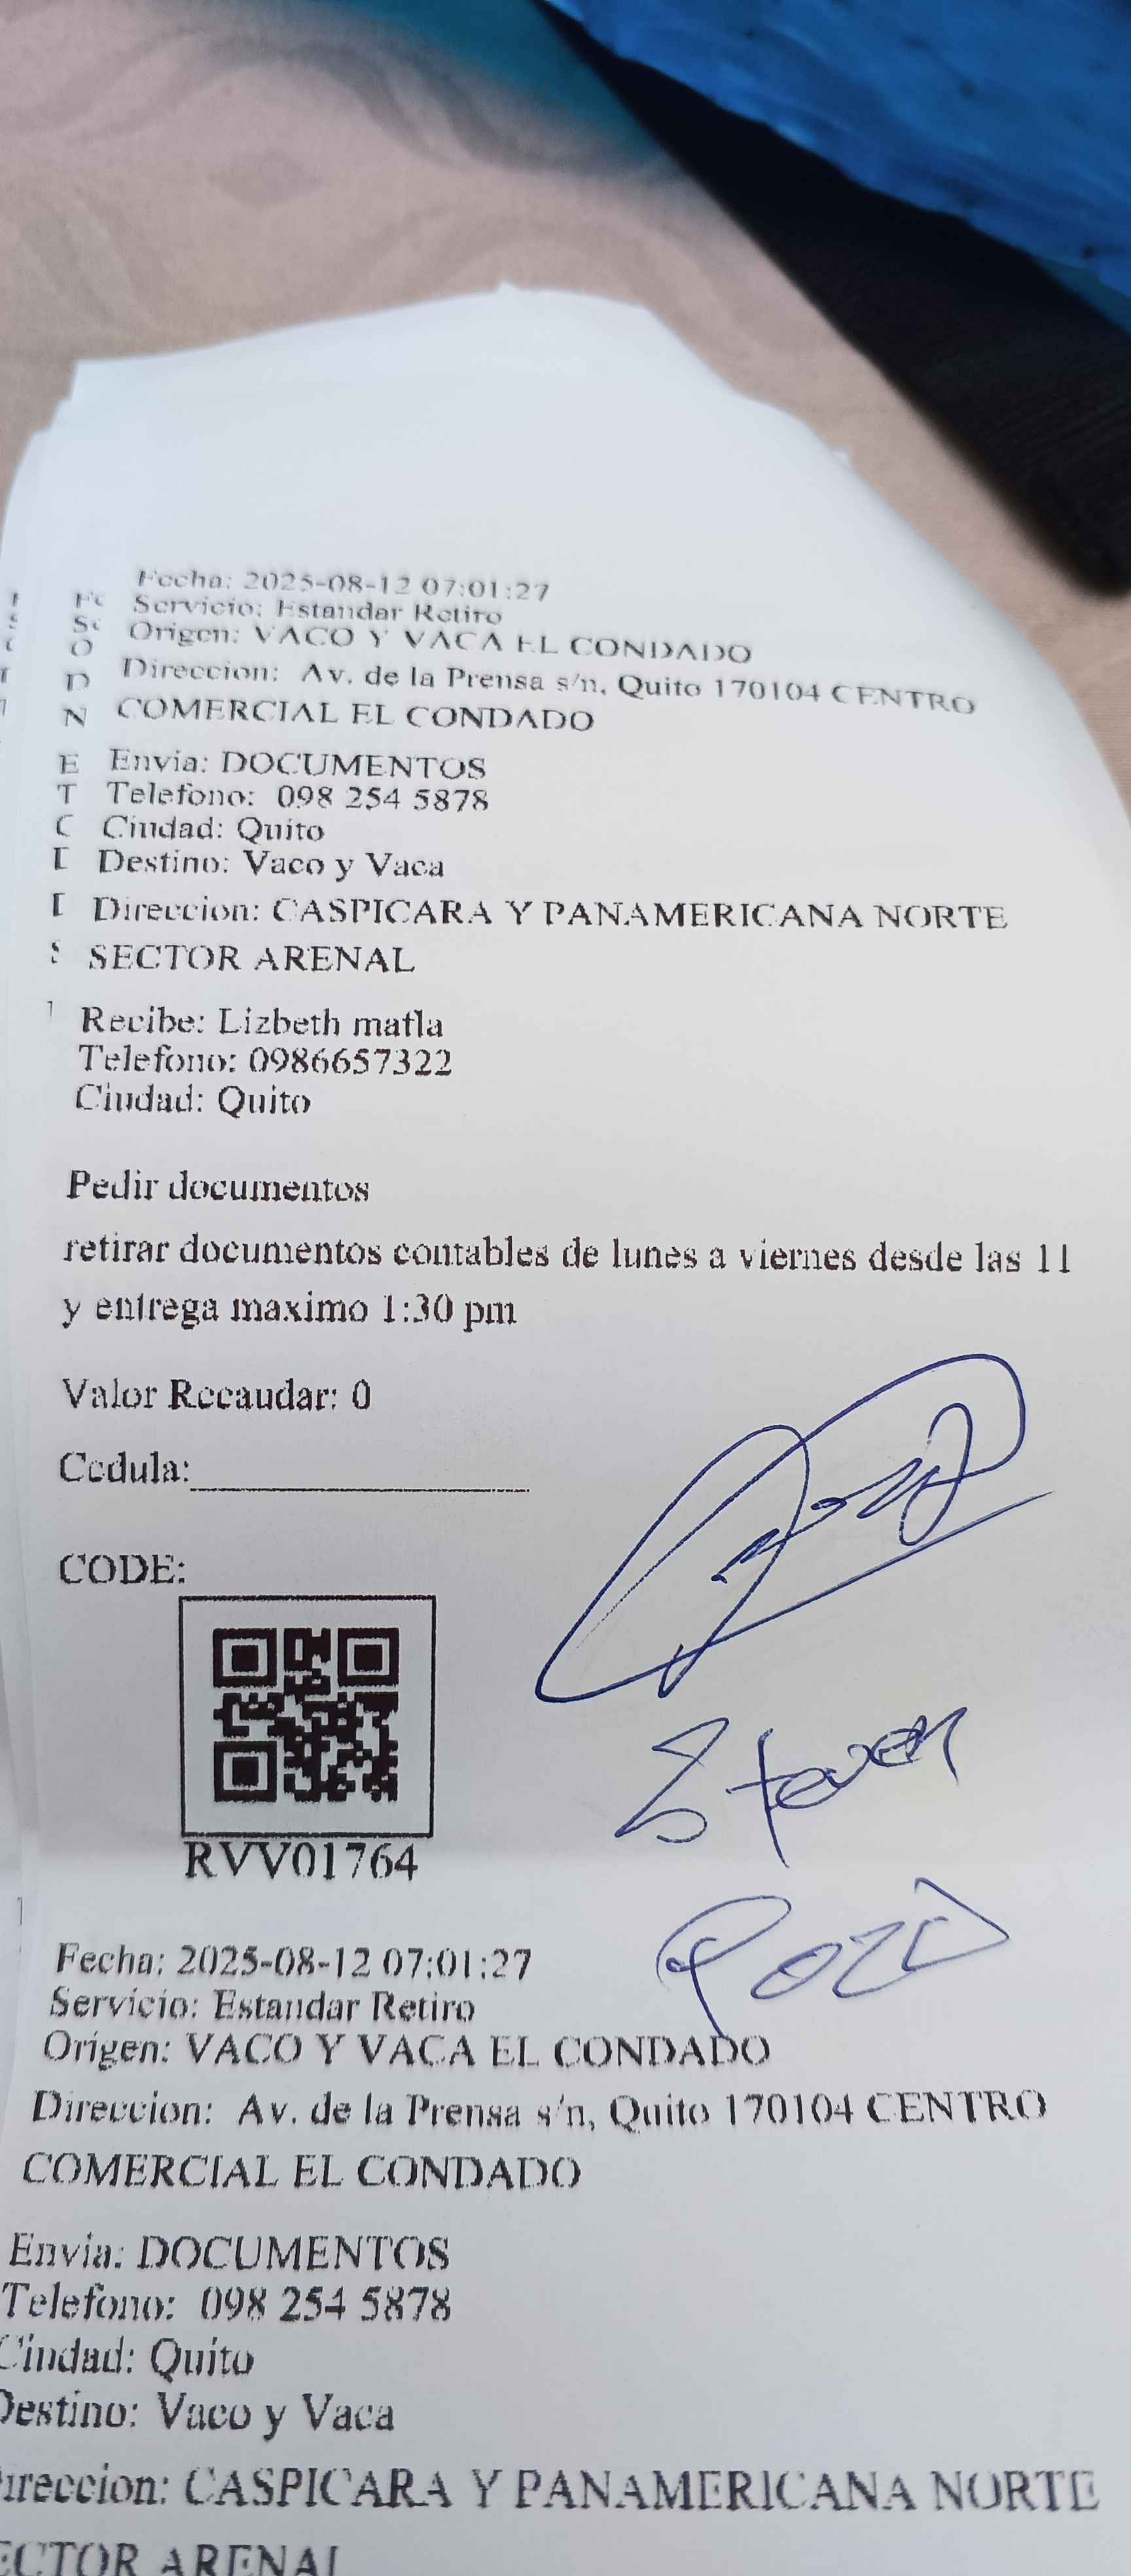 Fecha: 2025-08-12 07:01:27
Servicio: Estandar Retiro
Origen: VACO Y VACA EL CONDADO
Direccion: Av. de la Prensa s/n, Quito 170104 CENTRO
COMERCIAL EL CONDADO
Envia: DOCUMENTOS
Telefono: 098 254 5878
Ciudad: Quito
Destino: Vaco y Vaca
Direccion: CASPICARA Y PANAMERICANA NORTE
SECTOR ARENAL
Recibe: Lizbeth matla
Telefono: 0986657322
Ciudad: Quito
Pedir documentos
retirar documentos contables de lunes a viernes desde las 11
y entrega maximo 1:30 pm
Valor Recaudar: 0
Cedula:
CODE:
RVV01764
Steven
Pozo
Fecha: 2025-08-12 07:01:27
Servicio: Estandar Retiro
Origen: VACO Y VACA EL CONDADO
Direccion: Av. de la Prensa s/n, Quito 170104 CENTRO
COMERCIAL EL CONDADO
Envia: DOCUMENTOS
Telefono: 098 254 5878
Ciudad: Quito
Destino: Vaco y Vaca
Direccion: CASPICARA Y PANAMERICANA NORTE
SECTOR ARENAL